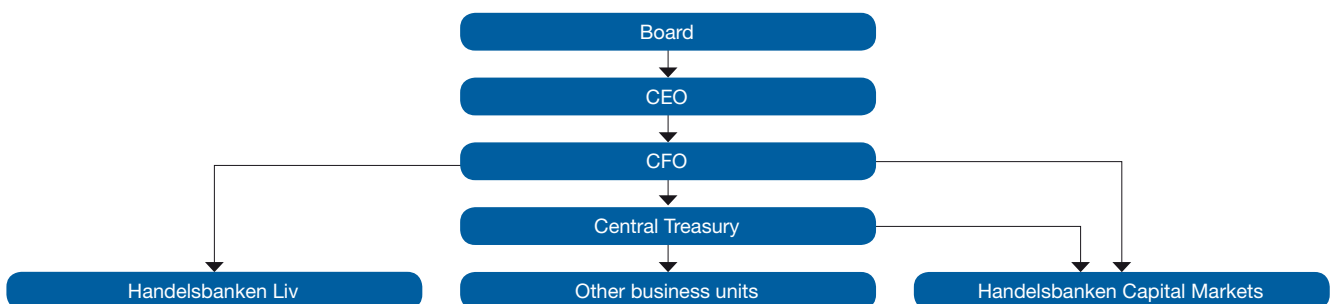 Board
CEO
CFO
Central Treasury
Handelsbanken Liv
Other business units
Handelsbanken Capital Markets